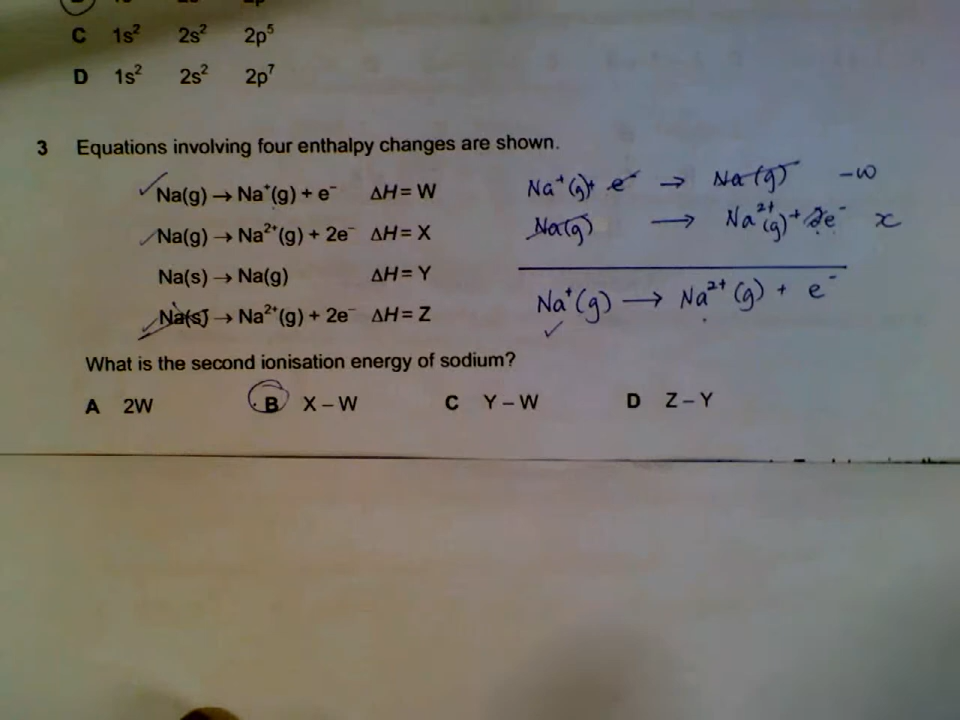 C 1s² 2s² 2p⁵
D 1s² 2s² 2p⁷
3 Equations involving four enthalpy changes are shown.
Na(g) → Na⁺(g) + e⁻ ΔH = W
Na(g) → Na²⁺(g) + 2e⁻ ΔH = X
Na(s) → Na(g) ΔH = Y
Na(s) → Na²⁺(g) + 2e⁻ ΔH = Z
Na⁺(g) + e⁻ → Na(g) -W
Na(g) → Na²⁺(g) + 2e⁻ x
Na⁺(g) → Na²⁺(g) + e⁻
What is the second ionisation energy of sodium?
A 2W B X – W C Y – W D Z – Y